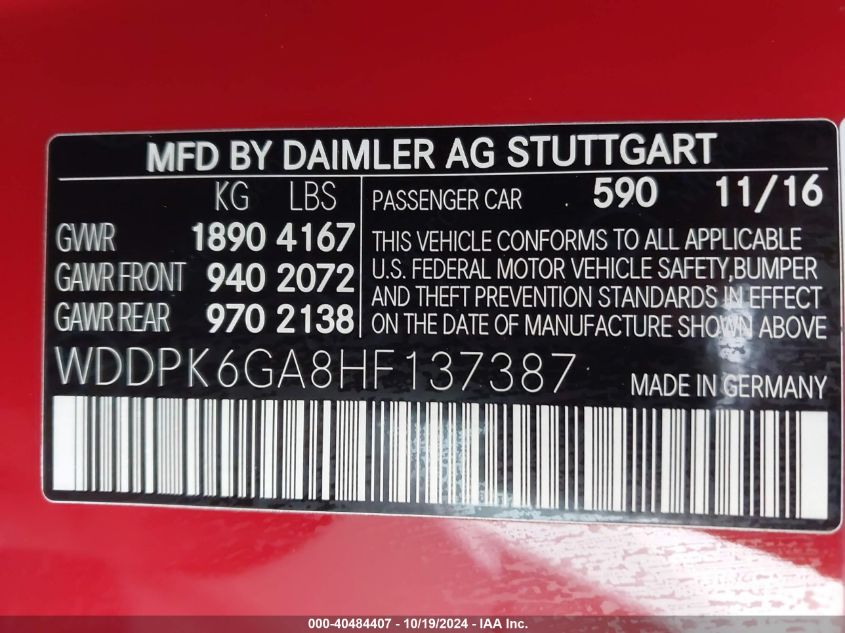 MFD BY DAIMLER AG STUTTGART
KG LBS
GVWR 1890 4167
GAWR FRONT 940 2072
GAWR REAR 970 2138
PASSENGER CAR 590 11/16
THIS VEHICLE CONFORMS TO ALL APPLICABLE
U.S. FEDERAL MOTOR VEHICLE SAFETY,BUMPER
AND THEFT PREVENTION STANDARDS IN EFFECT
ON THE DATE OF MANUFACTURE SHOWN ABOVE
WDDPK6GA8HF137387
MADE IN GERMANY
000-40484407 - 10/19/2024 - IAA Inc.